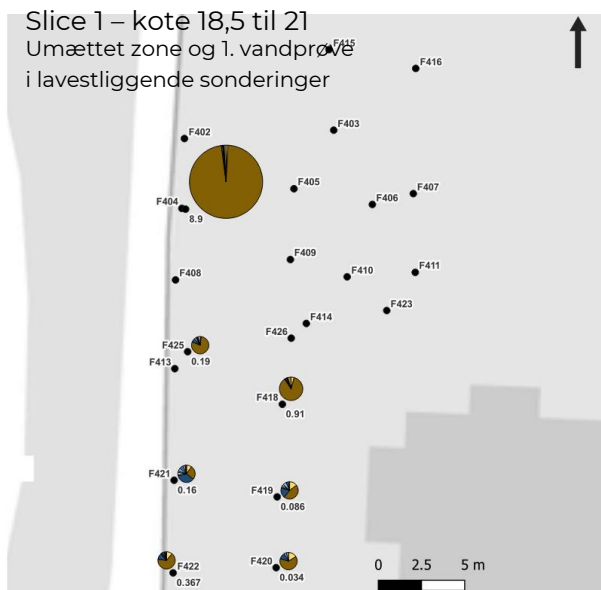 Slice 1 – kote 18,5 til 21
Umættet zone og 1. vandprøve
i lavestliggende sonderinger
F415
F416
F403
F402
F405
F407
F406
F404
8.9
F409
F411
F410
F408
F423
F414
F426
F425
0.19
F413
F418
0.91
F421
0.16
F419
0.086
F422
0.367
F420
0.034
0 2.5 5 m